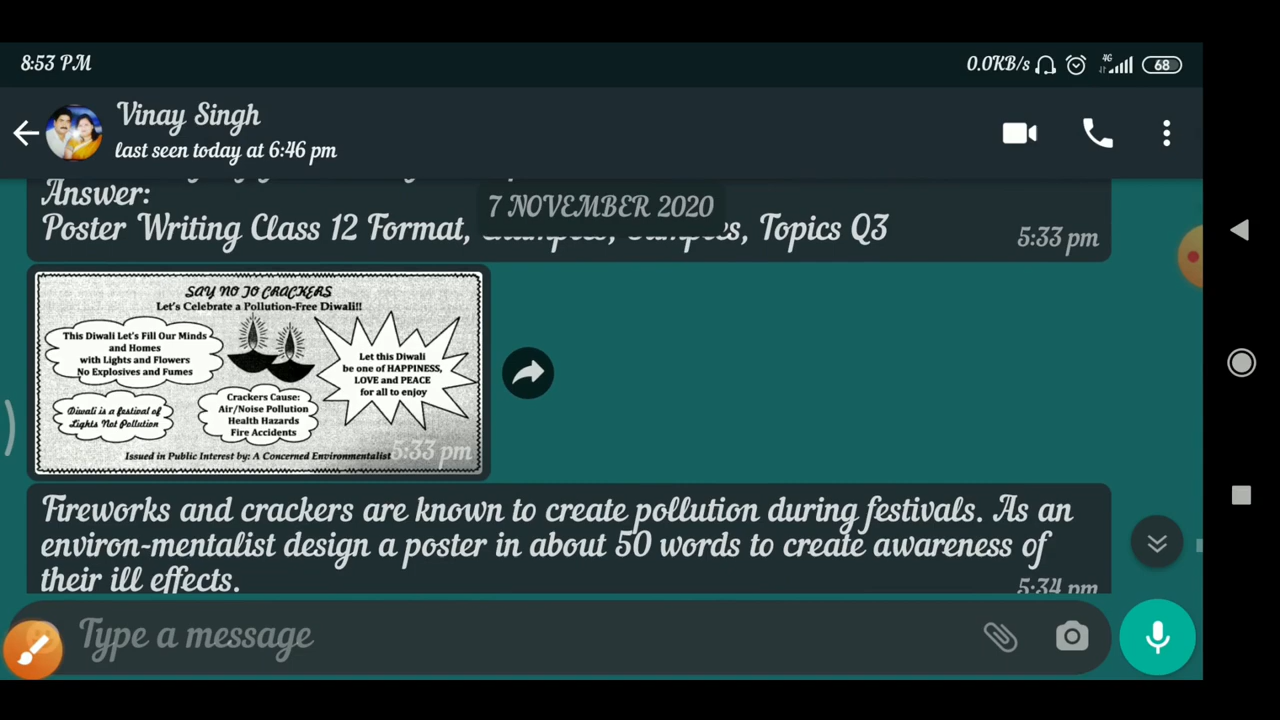 8:53 PM
0.0KB/s 4G 68
Vinay Singh
last seen today at 6:46 pm
Answer:
7 NOVEMBER 2020
Poster Writing Class 12 Format, Topics Q3
5:33 pm
SAY NO TO CRACKERS
Let's Celebrate a Pollution-Free Diwali!!
This Diwali Let's Fill Our Minds
and Homes
with Lights and Flowers
No Explosives and Fumes
Let this Diwali
be one of HAPPINESS,
LOVE and PEACE
for all to enjoy
Diwali is a festival of
Lights Not Pollution
Crackers Cause:
Air/Noise Pollution
Health Hazards
Fire Accidents
Issued in Public Interest by: A Concerned Environmentalist
5:33 pm
Fireworks and crackers are known to create pollution during festivals. As an
environ-mentalist design a poster in about 50 words to create awareness of
their ill effects.
5:34 pm
Type a message